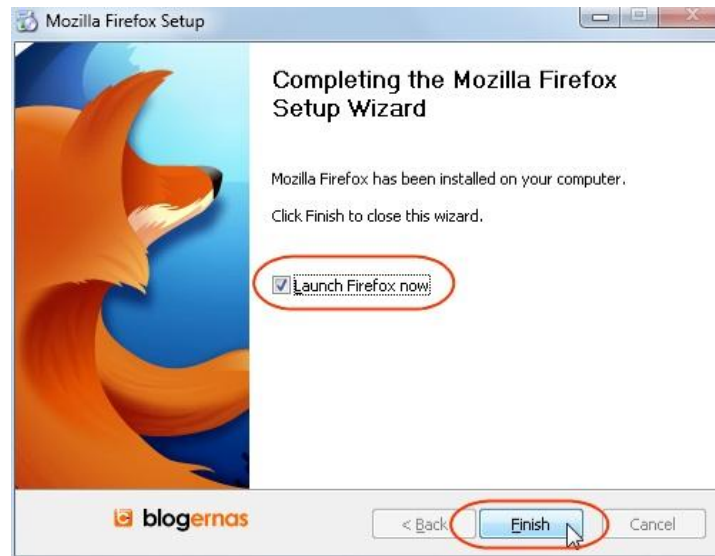 Mozilla Firefox Setup
Completing the Mozilla Firefox
Setup Wizard
Mozilla Firefox has been installed on your computer.
Click Finish to close this wizard.
Launch Firefox now
blogernas
< Back
Finish
Cancel